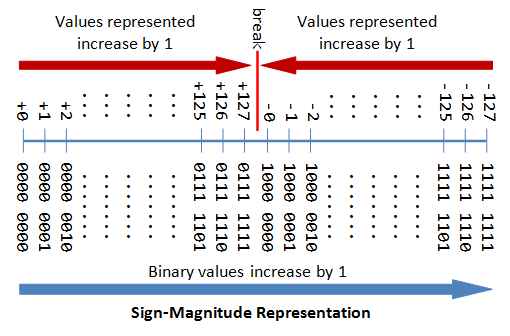 Values represented
increase by 1
break
Values represented
increase by 1
+0
+1
+2
. . . . . .
+125
+126
+127
-0
-1
-2
. . . . . .
-125
-126
-127
0000 0000
0000 0001
0000 0010
. . . . . .
0111 1101
0111 1110
0111 1111
1000 0000
1000 0001
1000 0010
. . . . . .
1111 1101
1111 1110
1111 1111
Binary values increase by 1
Sign-Magnitude Representation